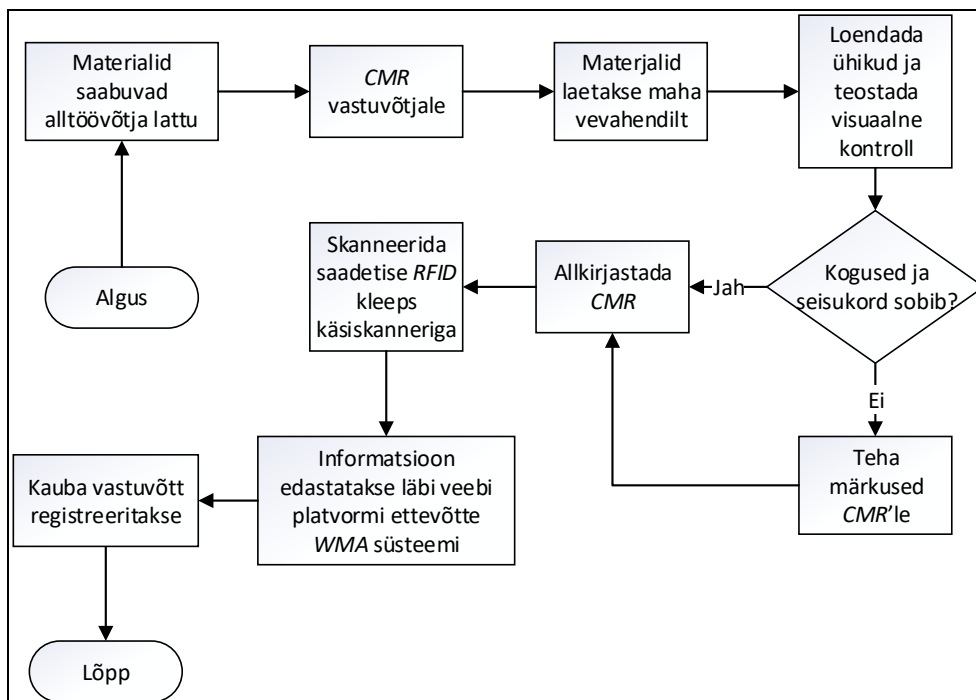 Algus
Materialid
saabuvad
alltöövõtja lattu
CMR
vastuvõtjale
Materjalid
laetakse maha
vevahendilt
Loendada
ühikud ja
teostada
visuaalne
kontroll
Kogused ja
seisukord sobib?
Jah
Ei
Teha
märkused
CMR'le
Allkirjastada
CMR
Skanneerida
saadetise RFID
kleeps
käsiskanneriga
Informatsioon
edastatakse läbi veebi
platvormi ettevõtte
WMA süsteemi
Kauba vastuvõtt
registreeritakse
Lõpp